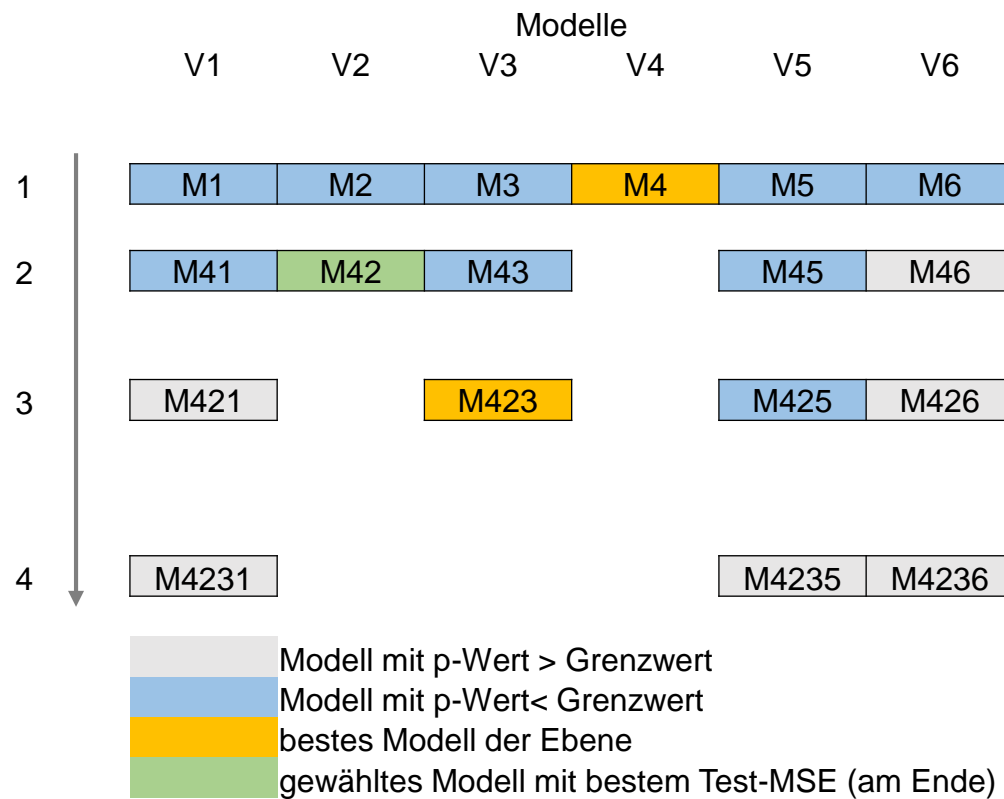 Modelle
V1 V2 V3 V4 V5 V6
1 M1 M2 M3 M4 M5 M6
2 M41 M42 M43 M45 M46
3 M421 M423 M425 M426
4 M4231 M4235 M4236
Modell mit p-Wert > Grenzwert
Modell mit p-Wert< Grenzwert
bestes Modell der Ebene
gewähltes Modell mit bestem Test-MSE (am Ende)